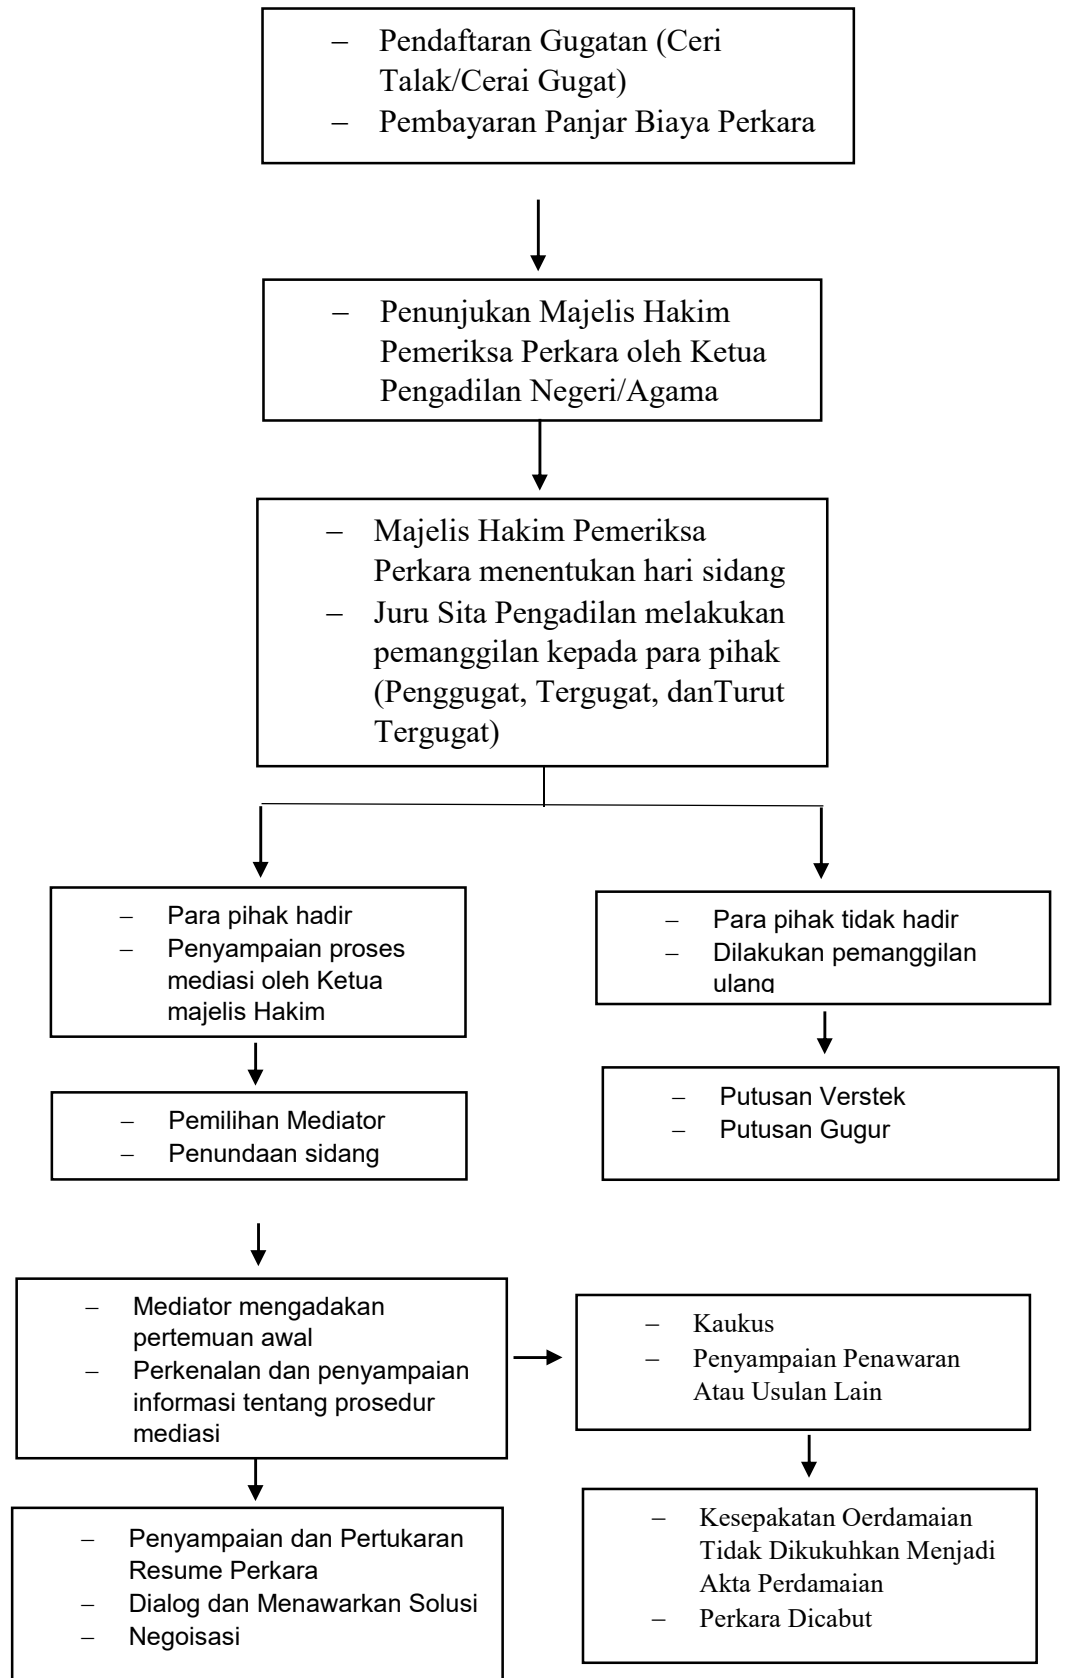 – Pendaftaran Gugatan (Ceri
Talak/Cerai Gugat)
– Pembayaran Panjar Biaya Perkara
– Penunjukan Majelis Hakim
Pemeriksa Perkara oleh Ketua
Pengadilan Negeri/Agama
– Majelis Hakim Pemeriksa
Perkara menentukan hari sidang
– Juru Sita Pengadilan melakukan
pemanggilan kepada para pihak
(Penggugat, Tergugat, danTurut
Tergugat)
– Para pihak hadir
– Penyampaian proses
mediasi oleh Ketua
majelis Hakim
– Para pihak tidak hadir
– Dilakukan pemanggilan
ulang
– Pemilihan Mediator
– Penundaan sidang
– Putusan Verstek
– Putusan Gugur
– Mediator mengadakan
pertemuan awal
– Perkenalan dan penyampaian
informasi tentang prosedur
mediasi
– Kaukus
– Penyampaian Penawaran
Atau Usulan Lain
– Penyampaian dan Pertukaran
Resume Perkara
– Dialog dan Menawarkan Solusi
– Negoisasi
– Kesepakatan Oerdamaian
Tidak Dikukuhkan Menjadi
Akta Perdamaian
– Perkara Dicabut